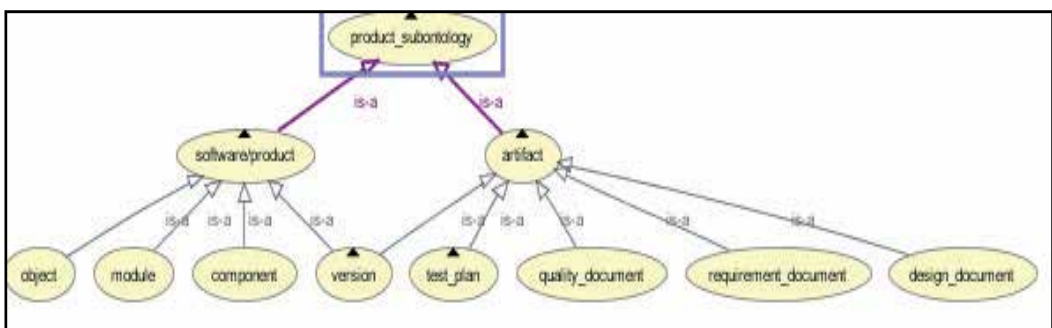 product_subontology
is-a is-a
software/product artifact
is-a is-a is-a is-a is-a is-a is-a is-a is-a
object module component version test_plan quality_document requirement_document design_document